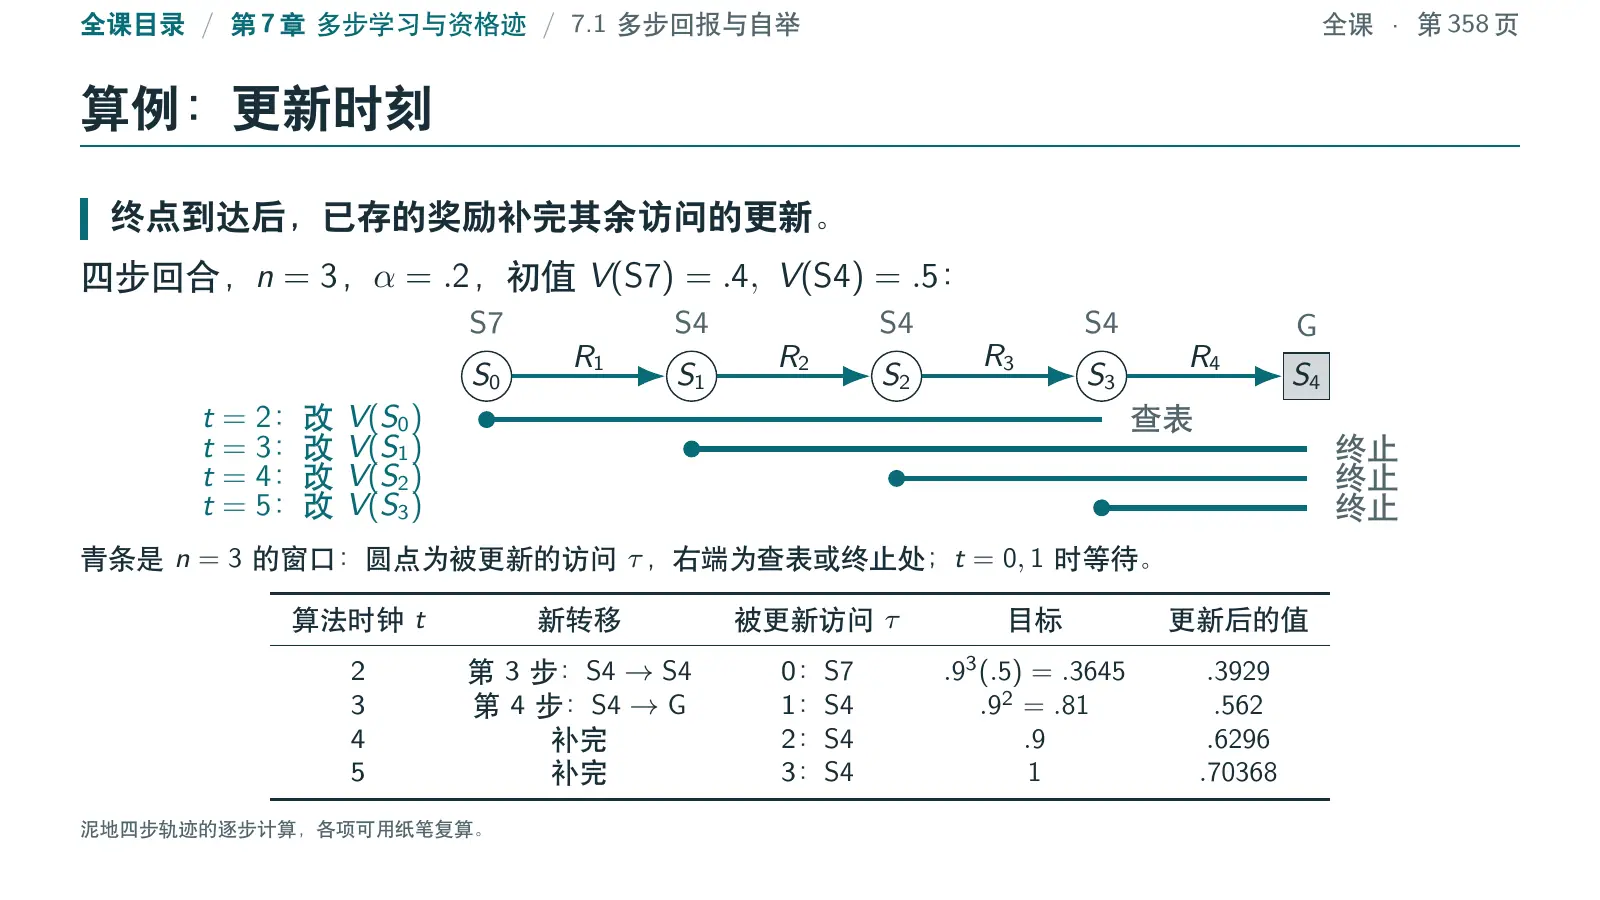 全课目录 / 第 7 章 多步学习与资格迹 / 7.1 多步回报与自举
全课 · 第 358 页
算例：更新时刻
终点到达后，已存的奖励补完其余访问的更新。
四步回合，n = 3，α = .2，初值 V(S7) = .4, V(S4) = .5：
S7 S4 S4 S4 G
S₀ R₁ S₁ R₂ S₂ R₃ S₃ R₄ S₄
t = 2：改 V(S₀) 查表
t = 3：改 V(S₁) 终止
t = 4：改 V(S₂) 终止
t = 5：改 V(S₃) 终止
青条是 n = 3 的窗口：圆点为被更新的访问 τ，右端为查表或终止处；t = 0, 1 时等待。
算法时钟 t 新转移 被更新访问 τ 目标 更新后的值
2 第 3 步：S4 → S4 0：S7 .9³(.5) = .3645 .3929
3 第 4 步：S4 → G 1：S4 .9² = .81 .562
4 补完 2：S4 .9 .6296
5 补完 3：S4 1 .70368
泥地四步轨迹的逐步计算，各项可用纸笔复算。